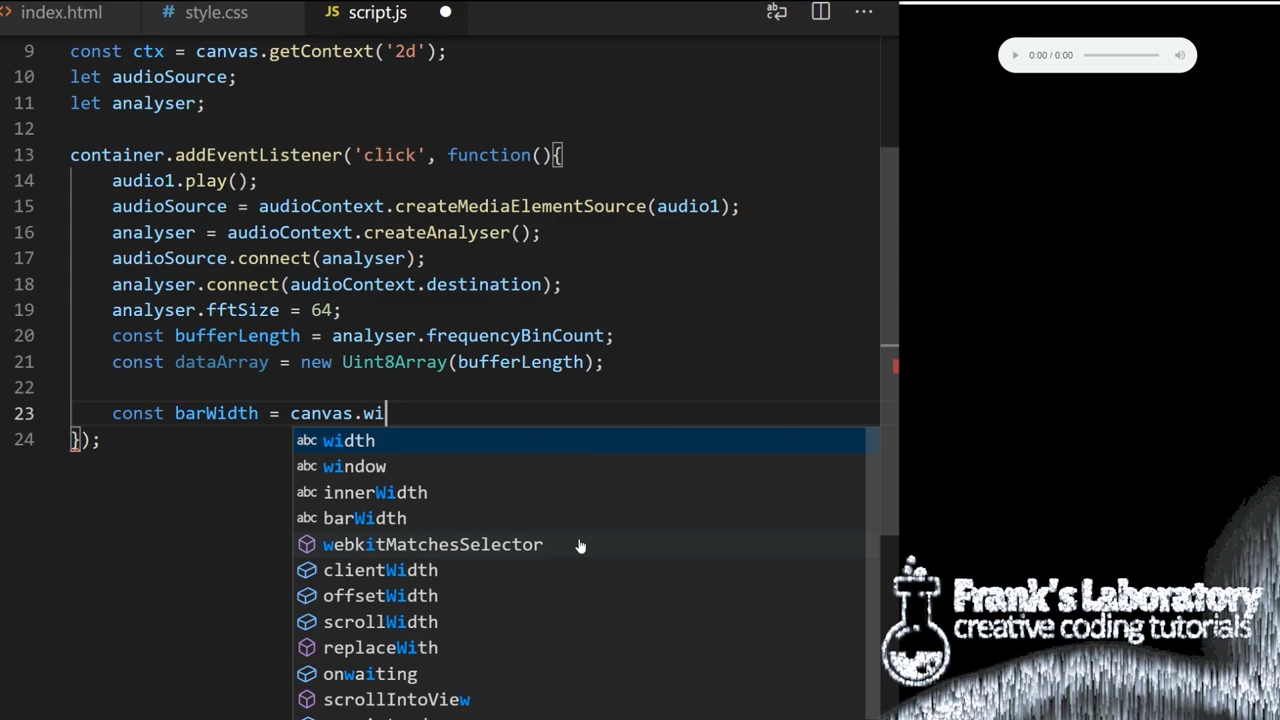 index.html
# style.css
JS script.js
0:00 / 0:00
9 const ctx = canvas.getContext('2d');
10 let audioSource;
11 let analyser;
12
13 container.addEventListener('click', function(){
14 audio1.play();
15 audioSource = audioContext.createMediaElementSource(audio1);
16 analyser = audioContext.createAnalyser();
17 audioSource.connect(analyser);
18 analyser.connect(audioContext.destination);
19 analyser.fftSize = 64;
20 const bufferLength = analyser.frequencyBinCount;
21 const dataArray = new Uint8Array(bufferLength);
22
23 const barWidth = canvas.wi
24 });
abc width
abc window
abc innerWidth
abc barWidth
webkitMatchesSelector
clientWidth
offsetWidth
scrollWidth
replaceWith
onwaiting
scrollIntoView
Frank's Laboratory
creative coding tutorials